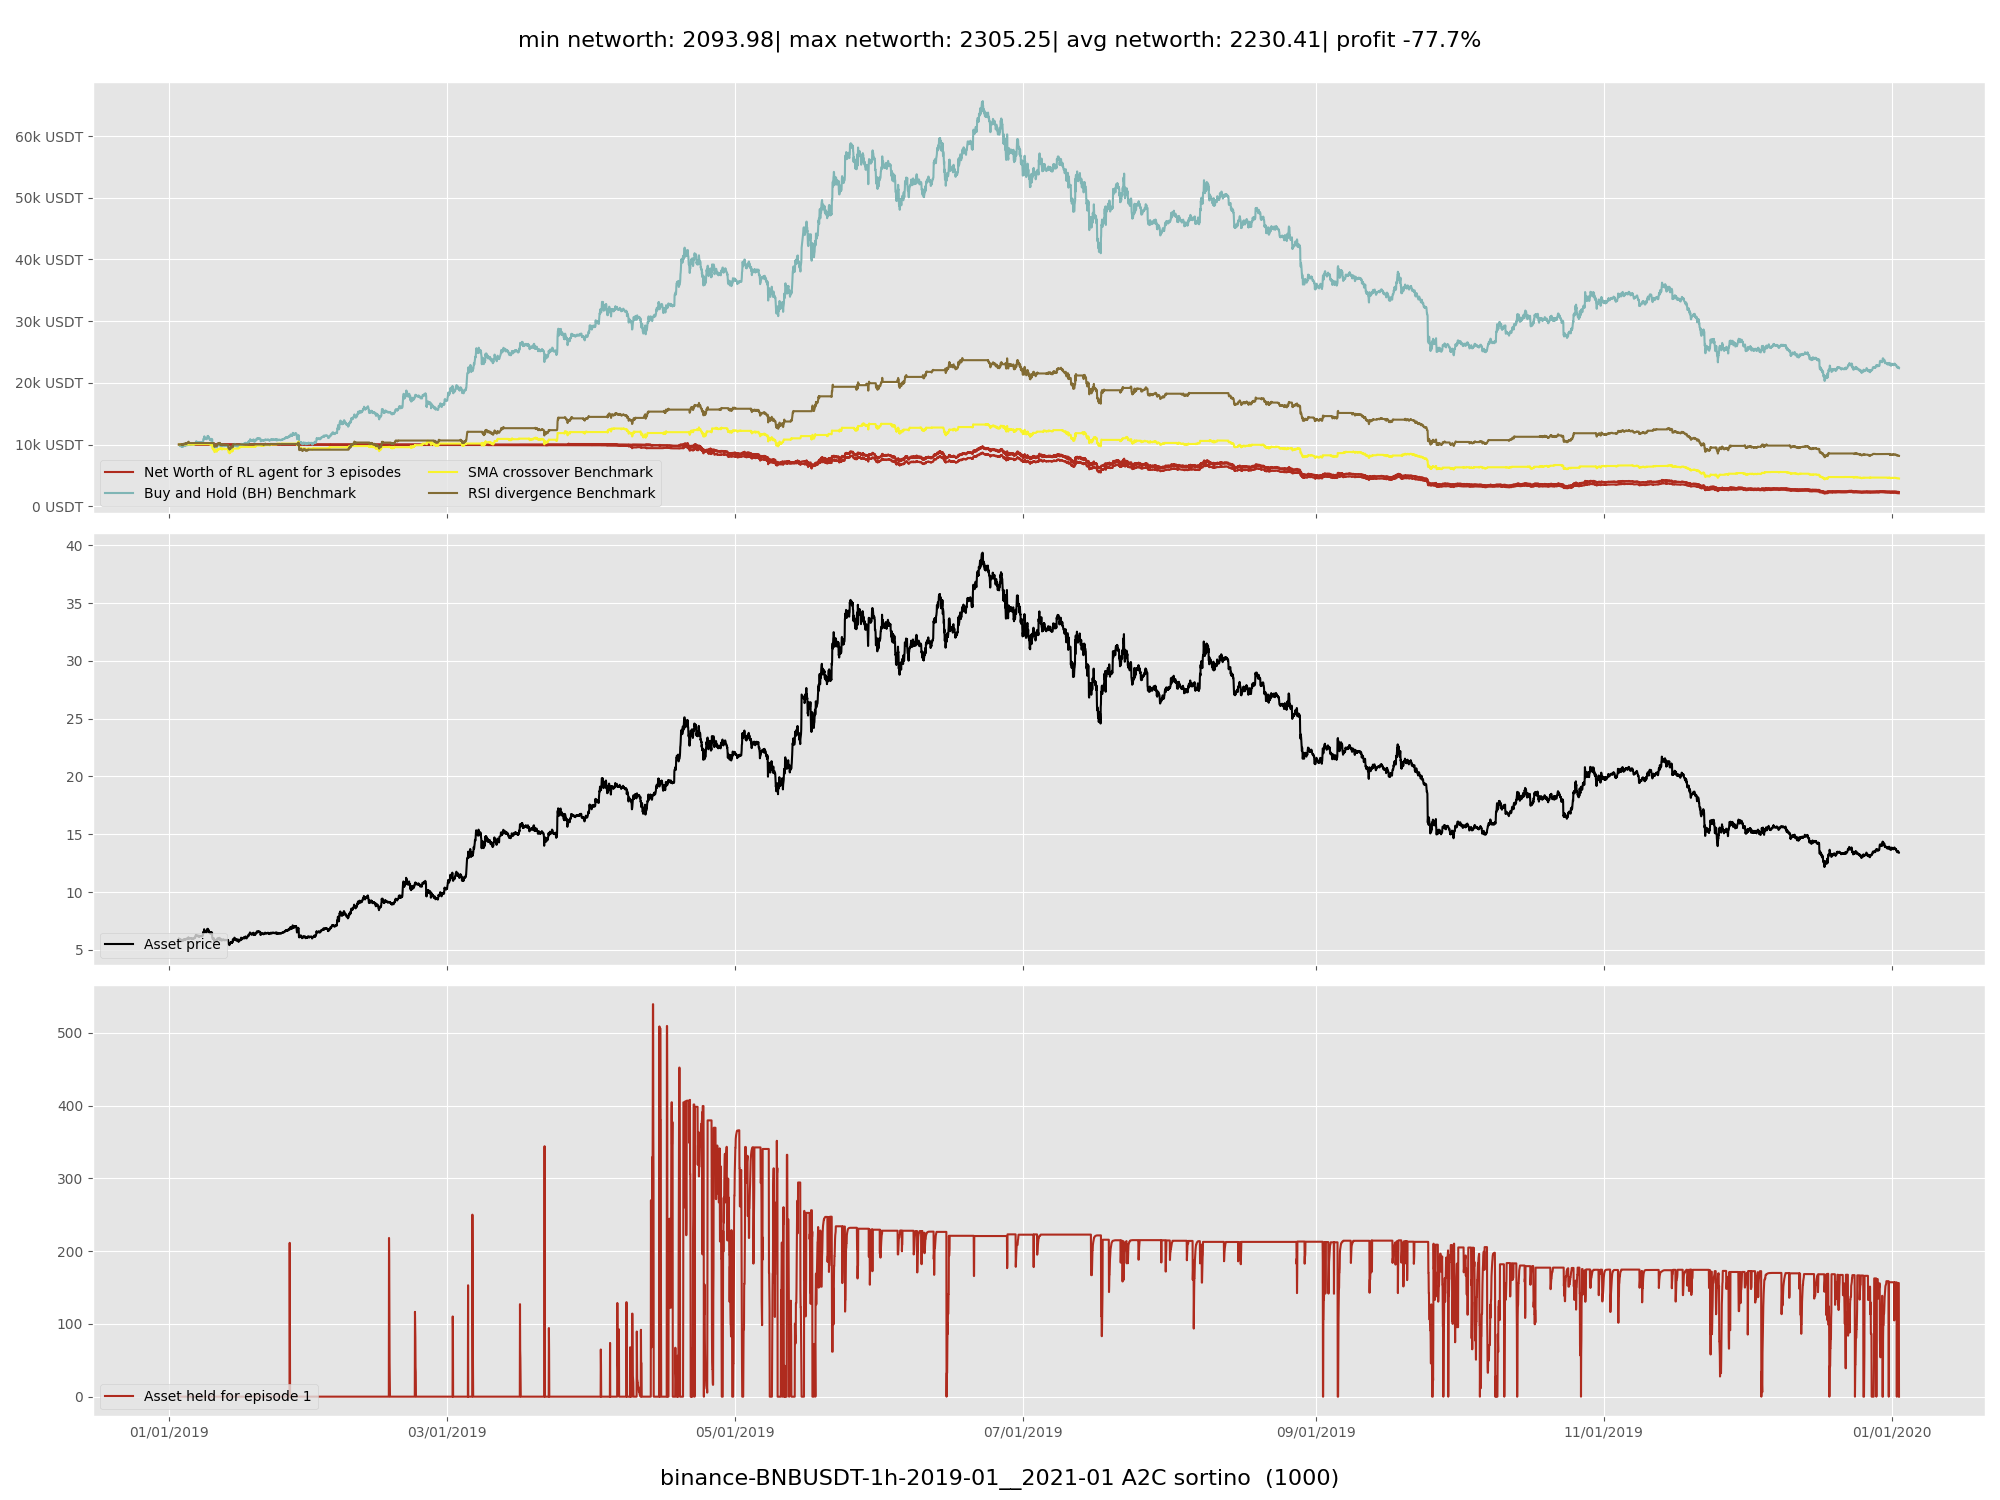 min networth: 2093.98| max networth: 2305.25| avg networth: 2230.41| profit -77.7%
60k USDT
50k USDT
40k USDT
30k USDT
20k USDT
10k USDT
0 USDT
Net Worth of RL agent for 3 episodes
Buy and Hold (BH) Benchmark
SMA crossover Benchmark
RSI divergence Benchmark
40
35
30
25
20
15
10
5
Asset price
500
400
300
200
100
0
Asset held for episode 1
01/01/2019 03/01/2019 05/01/2019 07/01/2019 09/01/2019 11/01/2019 01/01/2020
binance-BNBUSDT-1h-2019-01__2021-01 A2C sortino  (1000)